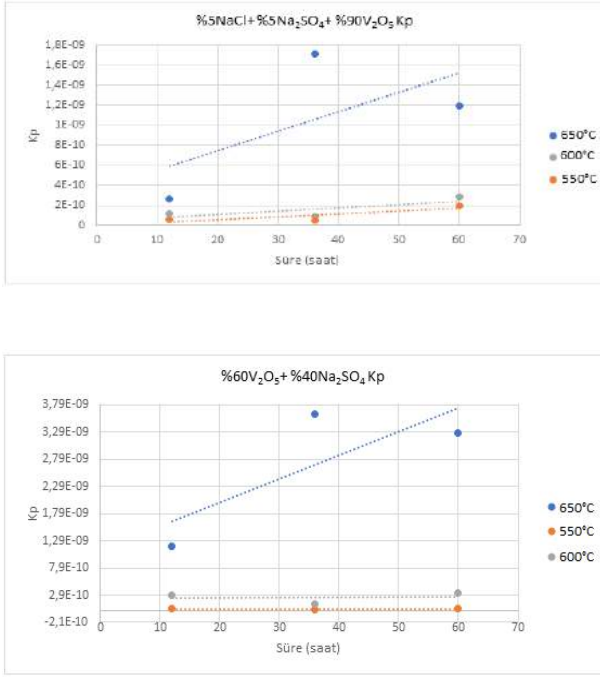 %5NaCl+%5Na₂SO₄+ %90V₂O₅ Kp
1,8E-09
1,6E-09
1,4E-09
1,2E-09
1E-09
8E-10
6E-10
4E-10
2E-10
0
Kp
0 10 20 30 40 50 60 70
Süre (saat)
650°C
600°C
550°C
%60V₂O₅+ %40Na₂SO₄ Kp
3,79E-09
3,29E-09
2,79E-09
2,29E-09
1,79E-09
1,29E-09
7,9E-10
2,9E-10
-2,1E-10
Kp
0 10 20 30 40 50 60 70
Süre (saat)
650°C
550°C
600°C